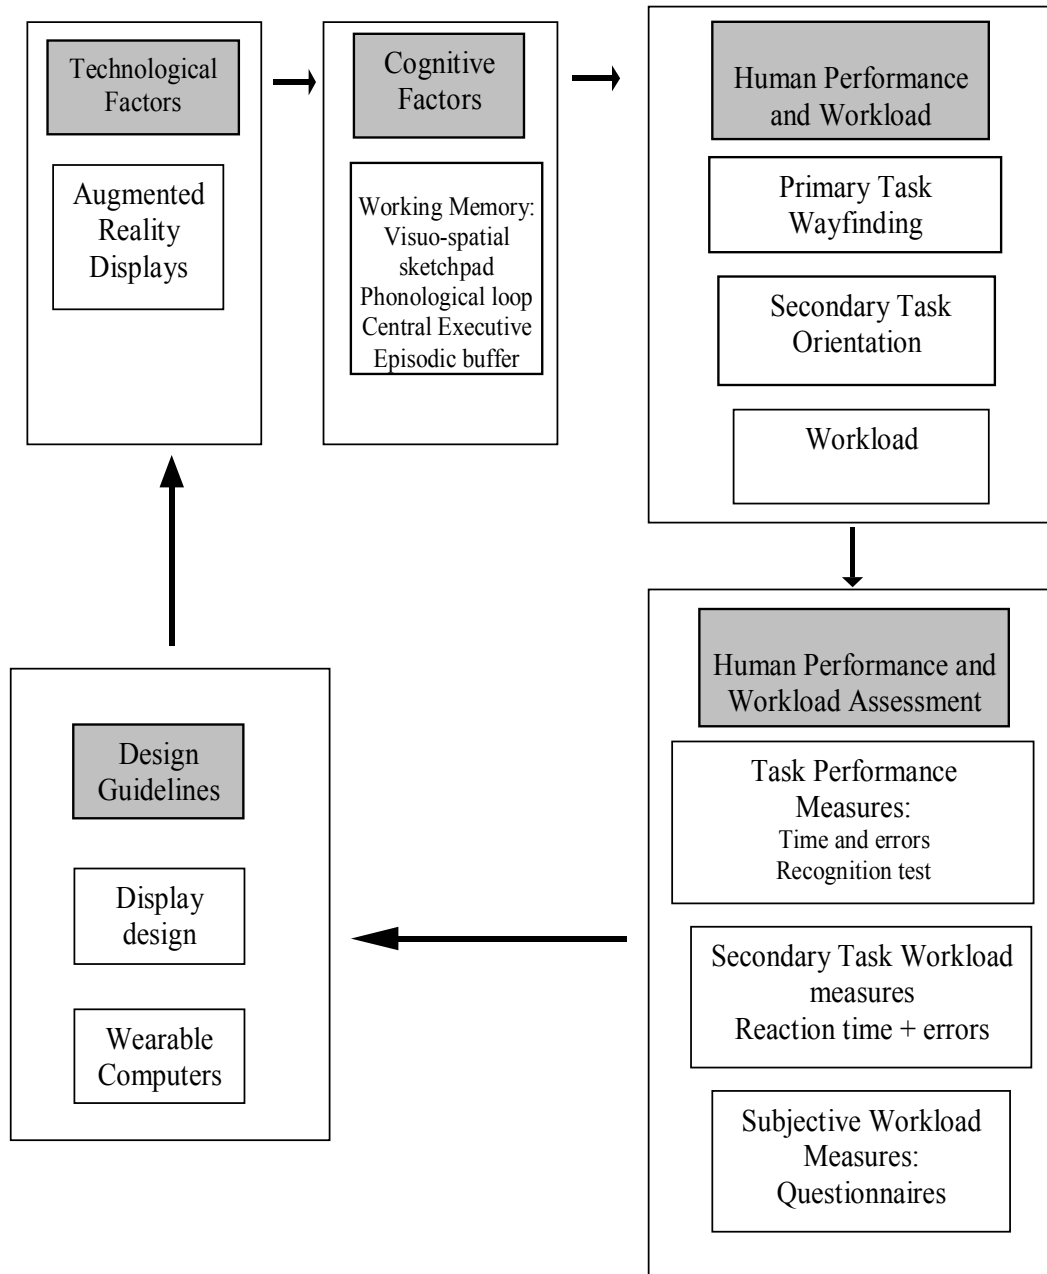 Technological
Factors
Augmented
Reality
Displays
Cognitive
Factors
Working Memory:
Visuo-spatial
sketchpad
Phonological loop
Central Executive
Episodic buffer
Human Performance
and Workload
Primary Task
Wayfinding
Secondary Task
Orientation
Workload
Human Performance and
Workload Assessment
Task Performance
Measures:
Time and errors
Recognition test
Secondary Task Workload
measures
Reaction time + errors
Subjective Workload
Measures:
Questionnaires
Design
Guidelines
Display
design
Wearable
Computers